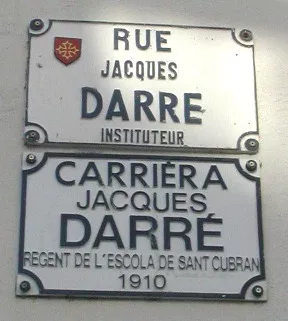 RUE
JACQUES
DARRE
INSTITUTEUR
CARRIÈRA
JACQUES
DARRÉ
REGENT DE L'ESCOLA DE SANT CUBRAN
1910